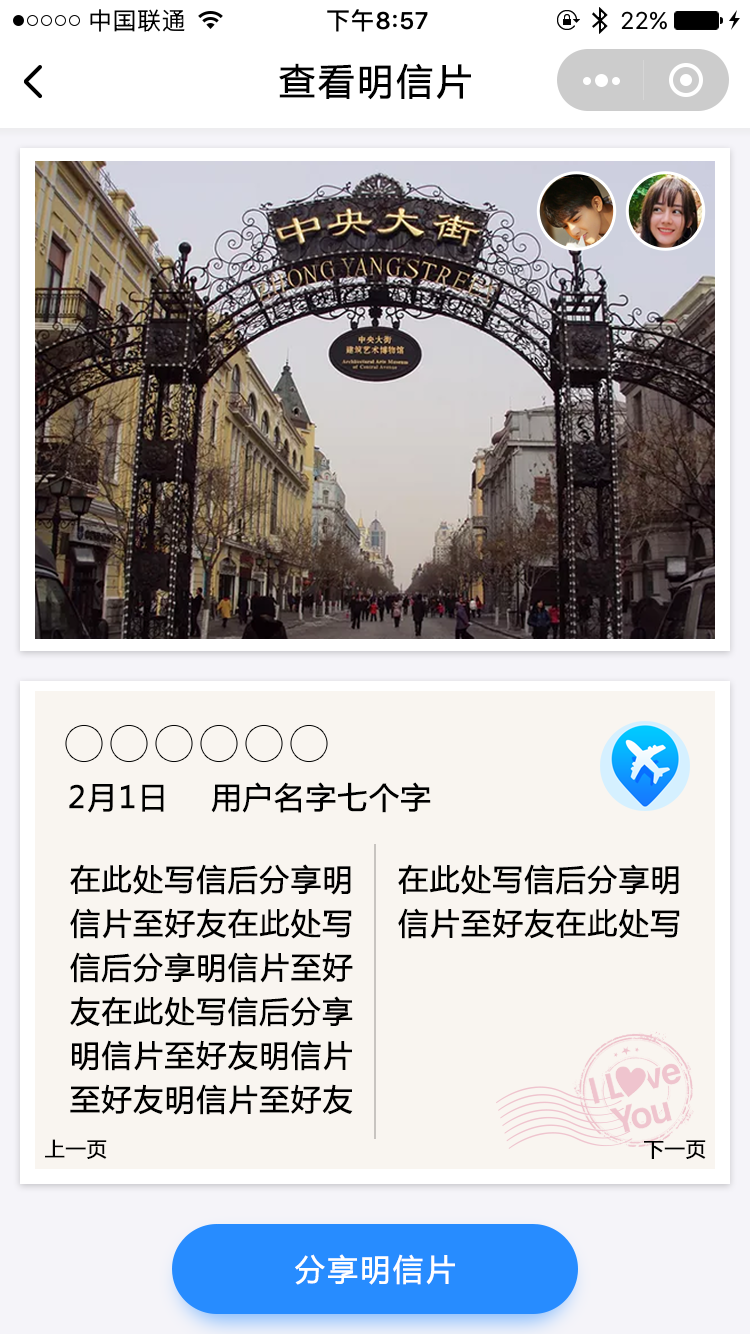 中国联通 下午8:57 22%
查看明信片
中央大街
ZHONG YANG STREET
中央大街
建筑艺术博物馆
Architectural Arts Museum
of Central Avenue
2月1日 用户名字七个字
在此处写信后分享明
信片至好友在此处写
信后分享明信片至好
友在此处写信后分享
明信片至好友明信片
至好友明信片至好友
在此处写信后分享明
信片至好友在此处写
I Love
You
上一页 下一页
分享明信片